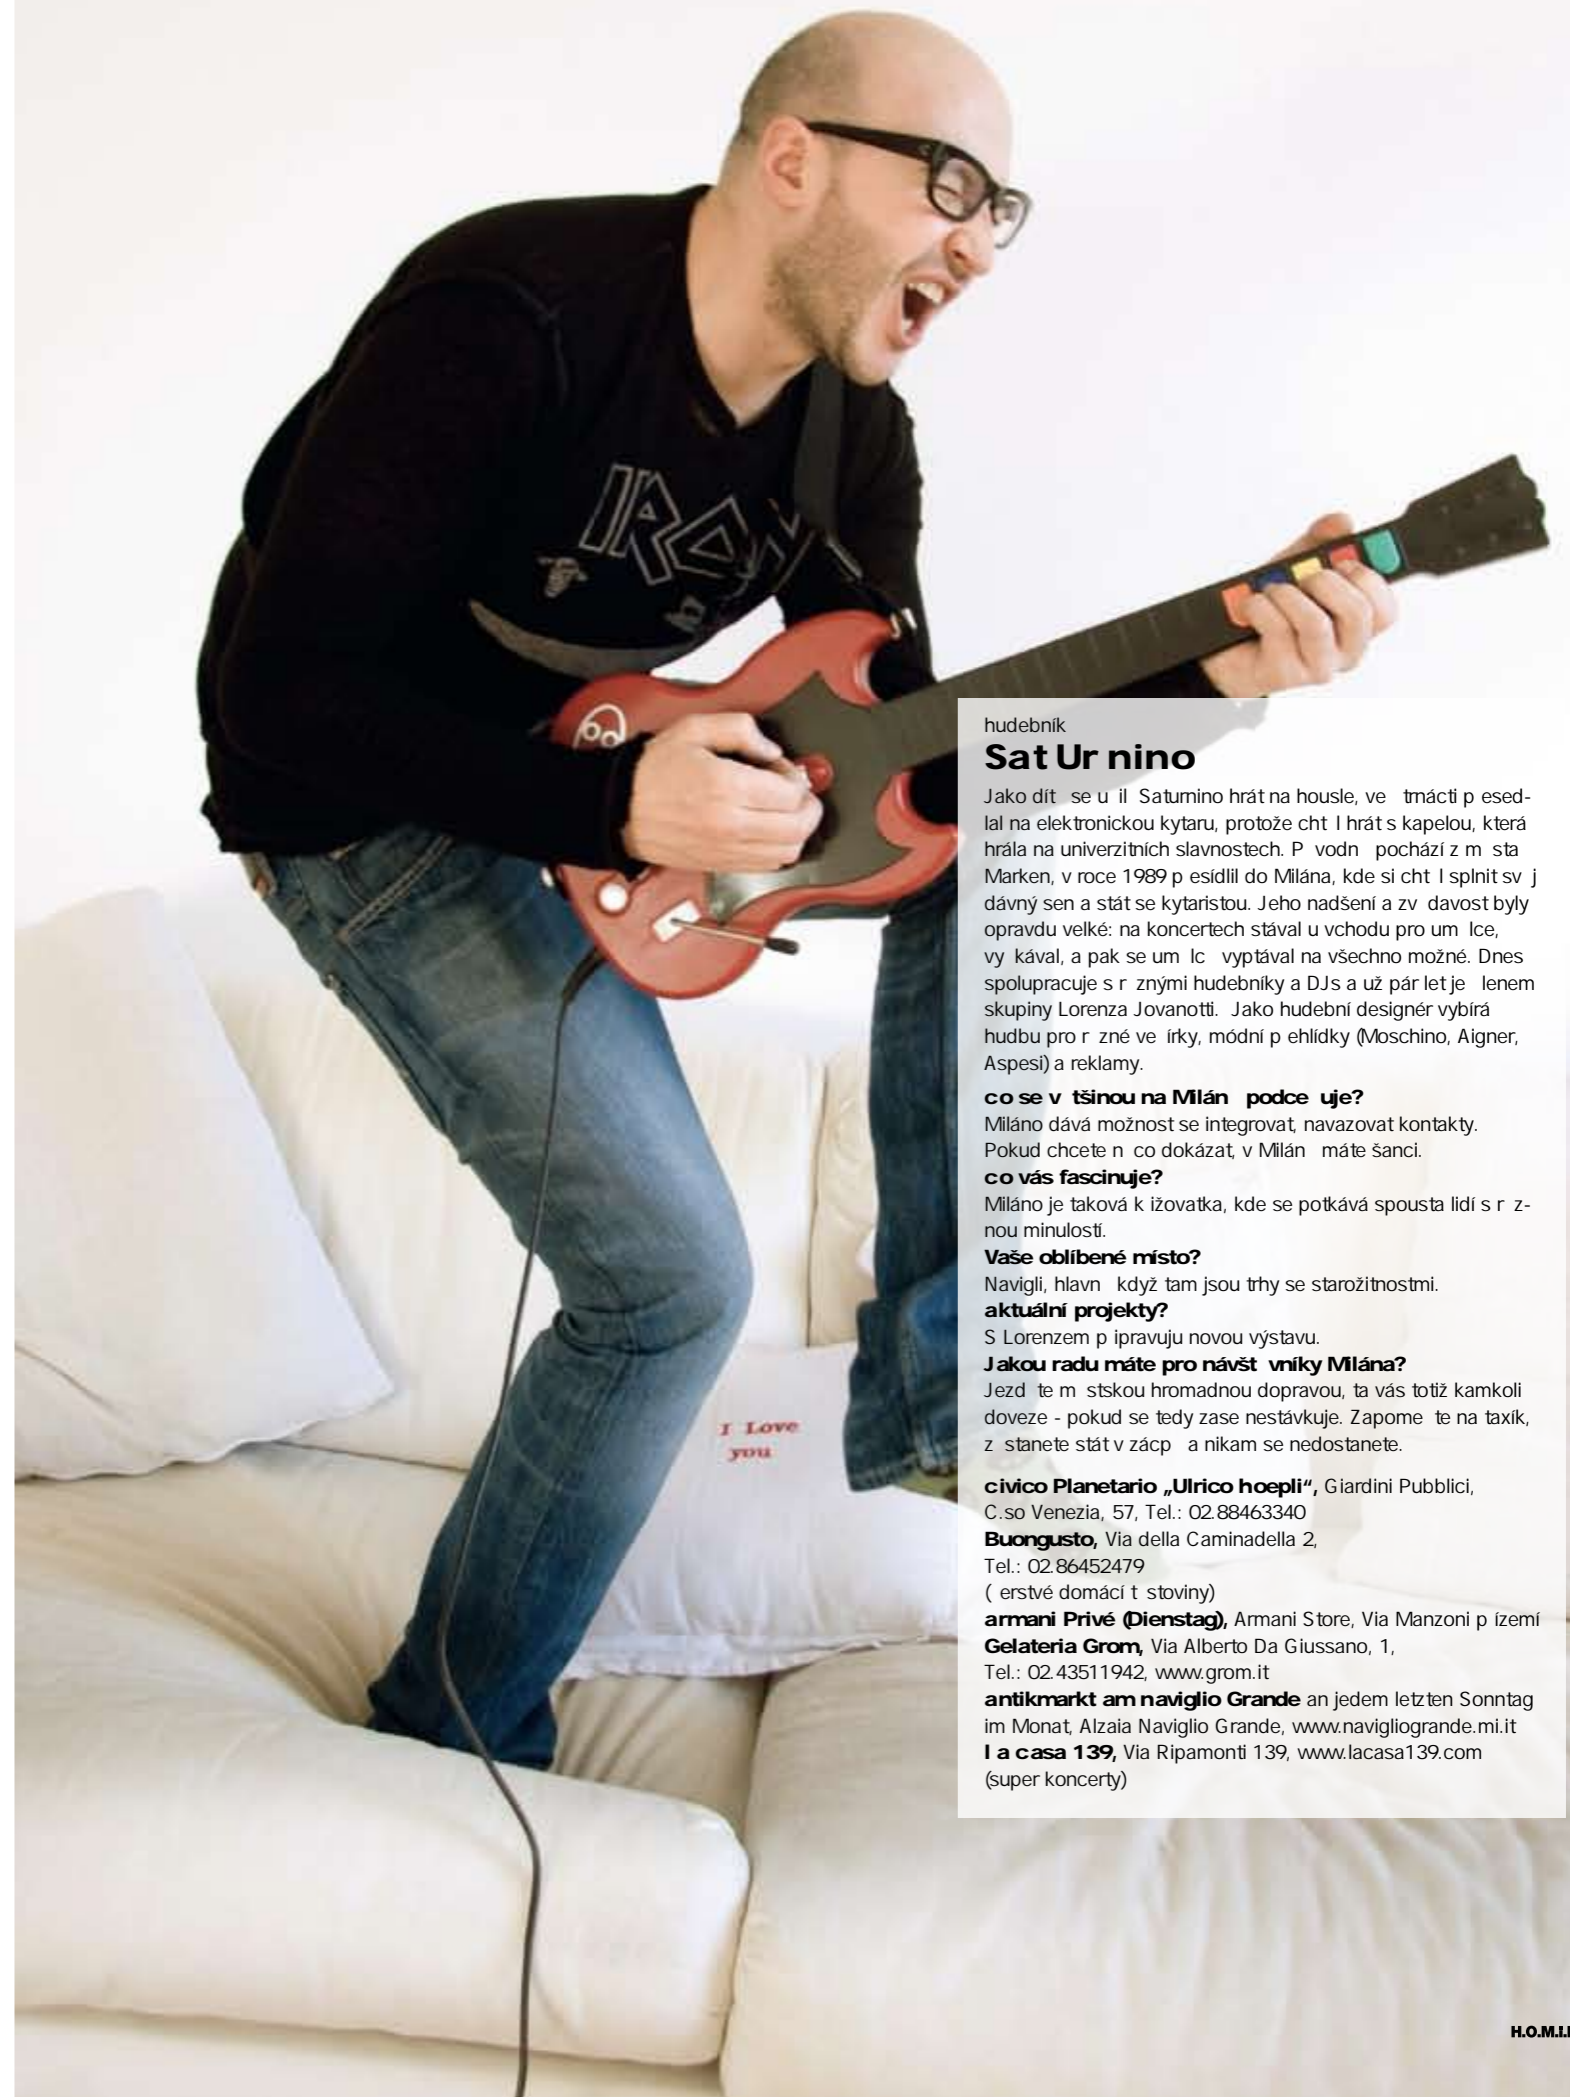 IRON
I Love
you
hudebník
Sat Ur nino
Jako dít se u il Saturnino hrát na housle, ve trnácti p esed-
lal na elektronickou kytaru, protože cht l hrát s kapelou, která
hrála na univerzitních slavnostech. P vodn pochází z m sta
Marken, v roce 1989 p esídlil do Milána, kde si cht l splnit sv j
dávný sen a stát se kytaristou. Jeho nadšení a zv davost byly
opravdu velké: na koncertech stával u vchodu pro um lce,
vy kával, a pak se um lc vyptával na všechno možné. Dnes
spolupracuje s r znými hudebníky a DJs a už pár let je lenem
skupiny Lorenza Jovanotti. Jako hudební designér vybírá
hudbu pro r zné ve írky, módní p ehlídky (Moschino, Aigner,
Aspesi) a reklamy.
co se v tšinou na Milán podce uje?
Miláno dává možnost se integrovat, navazovat kontakty.
Pokud chcete n co dokázat, v Milán máte šanci.
co vás fascinuje?
Miláno je taková k ižovatka, kde se potkává spousta lidí s r z-
nou minulostí.
Vaše oblíbené místo?
Navigli, hlavn když tam jsou trhy se starožitnostmi.
aktuální projekty?
S Lorenzem p ipravuju novou výstavu.
Jakou radu máte pro návšt vníky Milána?
Jezd te m stskou hromadnou dopravou, ta vás totiž kamkoli
doveze - pokud se tedy zase nestávkuje. Zapome te na taxík,
z stanete stát v zácp a nikam se nedostanete.
civico Planetario „Ulrico hoepli“, Giardini Pubblici,
C.so Venezia, 57, Tel.: 02.88463340
Buongusto, Via della Caminadella 2,
Tel.: 02.86452479
( erstvé domácí t stoviny)
armani Privé (Dienstag), Armani Store, Via Manzoni p ízemí
Gelateria Grom, Via Alberto Da Giussano, 1,
Tel.: 02.43511942, www.grom.it
antikmarkt am naviglio Grande an jedem letzten Sonntag
im Monat, Alzaia Naviglio Grande, www.navigliogrande.mi.it
l a casa 139, Via Ripamonti 139, www.lacasa139.com
(super koncerty)